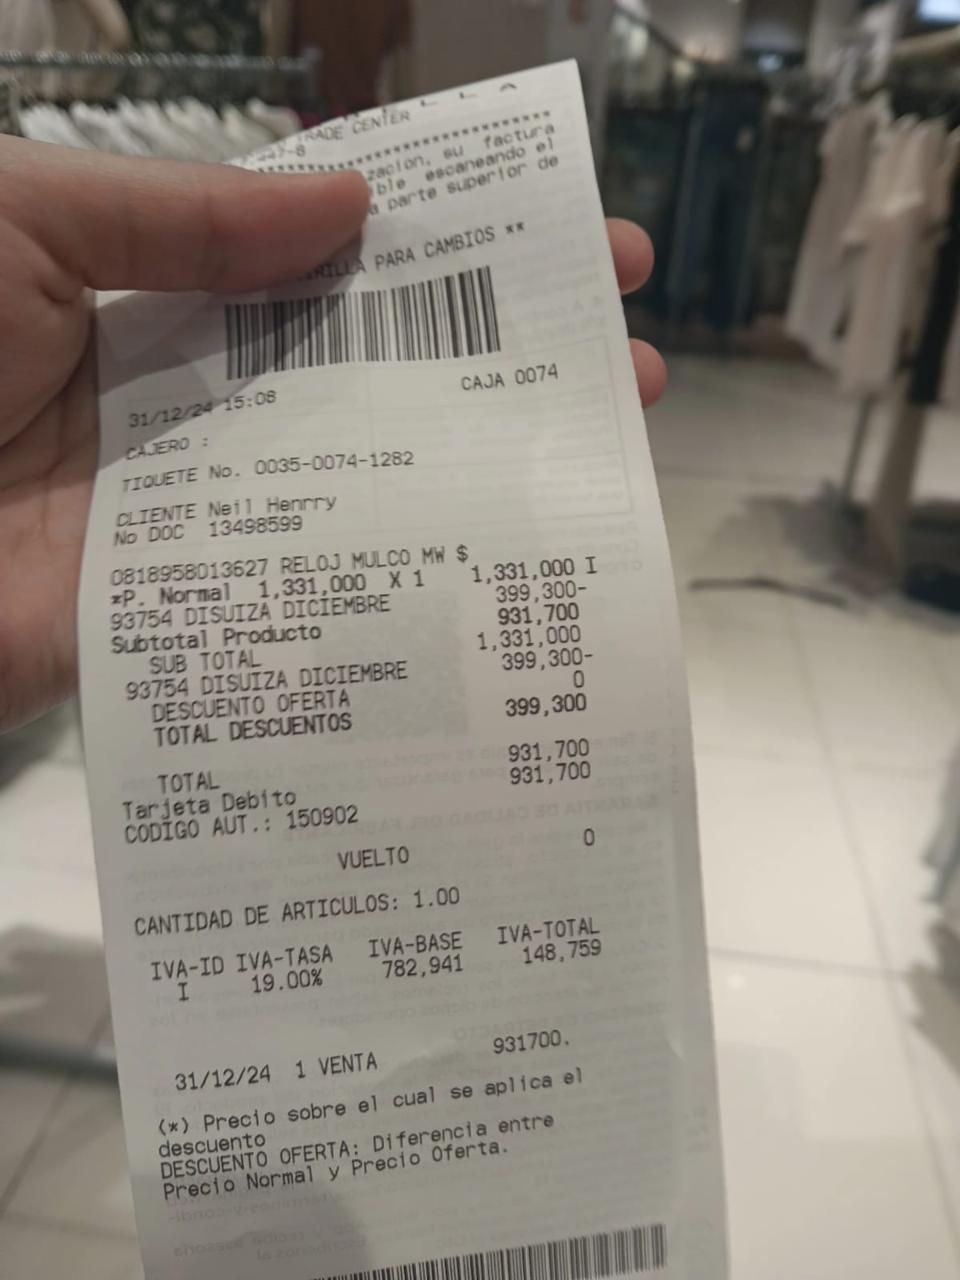 TRADE CENTER
447-8
************************
zacion, su factura
ble escaneando el
a parte superior de
PARA CAMBIOS **
31/12/24 15:08 CAJA 0074
CAJERO :
TIQUETE No. 0035-0074-1282
CLIENTE Neil Henrry
No DOC 13498599
0818958013627 RELOJ MULCO MW $
*P. Normal 1,331,000 X 1 1,331,000 I
93754 DISUIZA DICIEMBRE 399,300-
Subtotal Producto 931,700
SUB TOTAL 1,331,000
93754 DISUIZA DICIEMBRE 399,300-
DESCUENTO OFERTA 0
TOTAL DESCUENTOS 399,300
TOTAL 931,700
Tarjeta Debito 931,700
CODIGO AUT.: 150902
VUELTO 0
CANTIDAD DE ARTICULOS: 1.00
IVA-ID IVA-TASA IVA-BASE IVA-TOTAL
I 19.00% 782,941 148,759
31/12/24 1 VENTA 931700.
(*) Precio sobre el cual se aplica el
descuento
DESCUENTO OFERTA: Diferencia entre
Precio Normal y Precio Oferta.